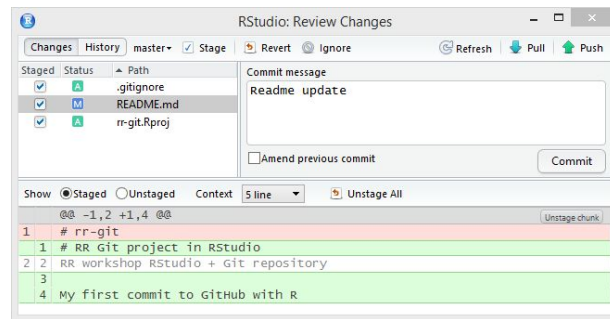 RStudio: Review Changes
Changes History master Stage Revert Ignore Refresh Pull Push
Staged Status Path
A .gitignore
M README.md
A rr-git.Rproj
Commit message
Readme update
Amend previous commit
Commit
Show Staged Unstaged Context 5 line Unstage All
@@ -1,2 +1,4 @@ Unstage chunk
1 # rr-git
1 # RR Git project in RStudio
2 2 RR workshop RStudio + Git repository
3
4 My first commit to GitHub with R